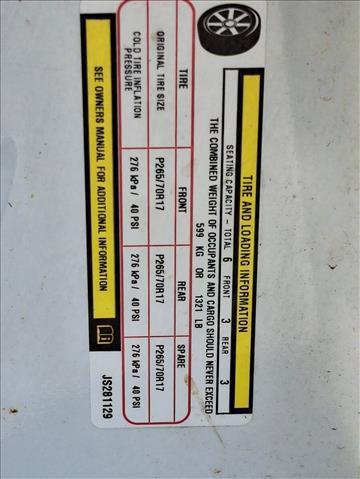 TIRE AND LOADING INFORMATION
SEATING CAPACITY - TOTAL 6 FRONT 3 REAR 3
THE COMBINED WEIGHT OF OCCUPANTS AND CARGO SHOULD NEVER EXCEED
599 KG OR 1321 LB
TIRE FRONT REAR SPARE
ORIGINAL TIRE SIZE P265/70R17 P265/70R17 P265/70R17
COLD TIRE INFLATION
PRESSURE 276 kPa / 40 PSI 276 kPa / 40 PSI 276 kPa / 40 PSI
SEE OWNERS MANUAL FOR ADDITIONAL INFORMATION
JS281129